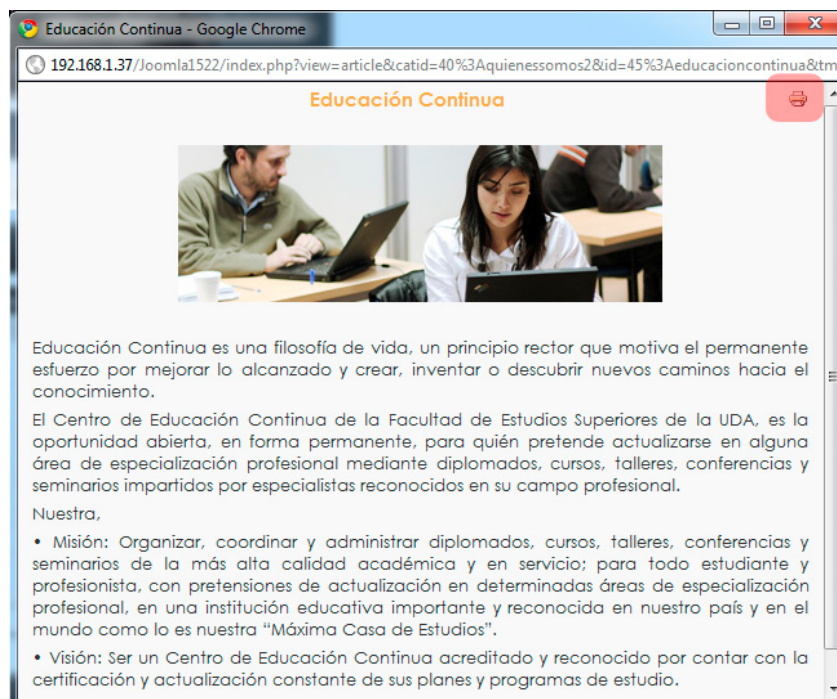 Educación Continua - Google Chrome
192.168.1.37/Joomla1522/index.php?view=article&catid=40%3Aquienessomos2&id=45%3Aeducacioncontinua&tm
Educación Continua
Educación Continua es una filosofía de vida, un principio rector que motiva el permanente
esfuerzo por mejorar lo alcanzado y crear, inventar o descubrir nuevos caminos hacia el
conocimiento.
El Centro de Educación Continua de la Facultad de Estudios Superiores de la UDA, es la
oportunidad abierta, en forma permanente, para quién pretende actualizarse en alguna
área de especialización profesional mediante diplomados, cursos, talleres, conferencias y
seminarios impartidos por especialistas reconocidos en su campo profesional.
Nuestra,
• Misión: Organizar, coordinar y administrar diplomados, cursos, talleres, conferencias y
seminarios de la más alta calidad académica y en servicio; para todo estudiante y
profesionista, con pretensiones de actualización en determinadas áreas de especialización
profesional, en una institución educativa importante y reconocida en nuestro país y en el
mundo como lo es nuestra “Máxima Casa de Estudios”.
• Visión: Ser un Centro de Educación Continua acreditado y reconocido por contar con la
certificación y actualización constante de sus planes y programas de estudio.